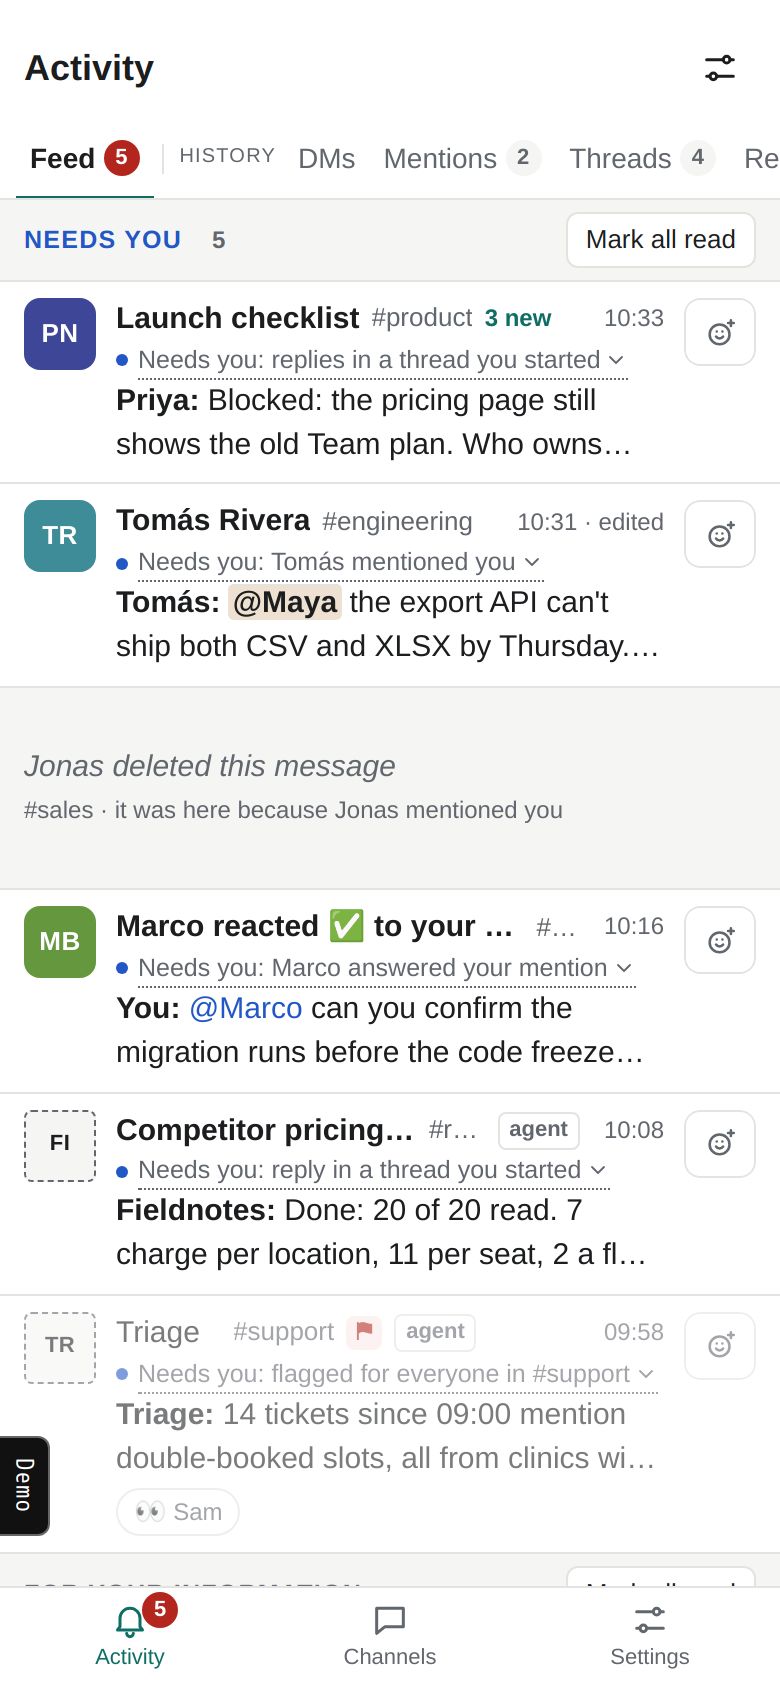 Activity
Feed 5 HISTORY DMs Mentions 2 Threads 4 Re
NEEDS YOU 5 Mark all read
PN Launch checklist #product 3 new 10:33
Needs you: replies in a thread you started
Priya: Blocked: the pricing page still
shows the old Team plan. Who owns…
TR Tomás Rivera #engineering 10:31 · edited
Needs you: Tomás mentioned you
Tomás: @Maya the export API can't
ship both CSV and XLSX by Thursday.…
Jonas deleted this message
#sales · it was here because Jonas mentioned you
MB Marco reacted ✅ to your … #… 10:16
Needs you: Marco answered your mention
You: @Marco can you confirm the
migration runs before the code freeze…
FI Competitor pricing… #r… agent 10:08
Needs you: reply in a thread you started
Fieldnotes: Done: 20 of 20 read. 7
charge per location, 11 per seat, 2 a fl…
TR Triage #support agent 09:58
Needs you: flagged for everyone in #support
Triage: 14 tickets since 09:00 mention
double-booked slots, all from clinics wi…
👀 Sam
Demo
5
Activity Channels Settings